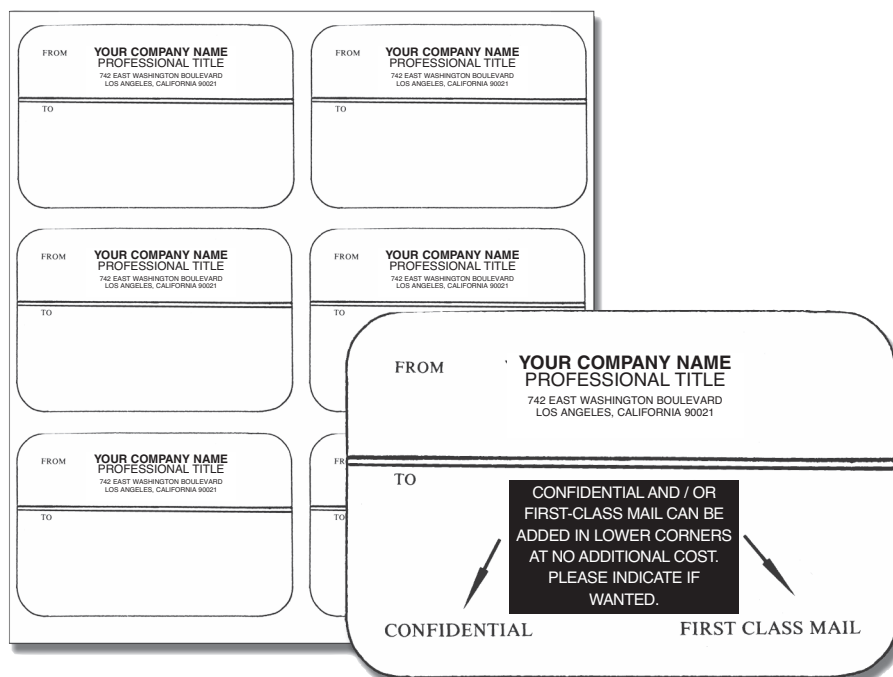 FROM
YOUR COMPANY NAME
PROFESSIONAL TITLE
742 EAST WASHINGTON BOULEVARD
LOS ANGELES, CALIFORNIA 90021
TO
FROM
YOUR COMPANY NAME
PROFESSIONAL TITLE
742 EAST WASHINGTON BOULEVARD
LOS ANGELES, CALIFORNIA 90021
TO
FROM
YOUR COMPANY NAME
PROFESSIONAL TITLE
742 EAST WASHINGTON BOULEVARD
LOS ANGELES, CALIFORNIA 90021
TO
FROM
YOUR COMPANY NAME
PROFESSIONAL TITLE
742 EAST WASHINGTON BOULEVARD
LOS ANGELES, CALIFORNIA 90021
TO
FROM
YOUR COMPANY NAME
PROFESSIONAL TITLE
742 EAST WASHINGTON BOULEVARD
LOS ANGELES, CALIFORNIA 90021
TO
FR
TO
FROM
YOUR COMPANY NAME
PROFESSIONAL TITLE
742 EAST WASHINGTON BOULEVARD
LOS ANGELES, CALIFORNIA 90021
TO
CONFIDENTIAL AND / OR
FIRST-CLASS MAIL CAN BE
ADDED IN LOWER CORNERS
AT NO ADDITIONAL COST.
PLEASE INDICATE IF
WANTED.
CONFIDENTIAL
FIRST CLASS MAIL